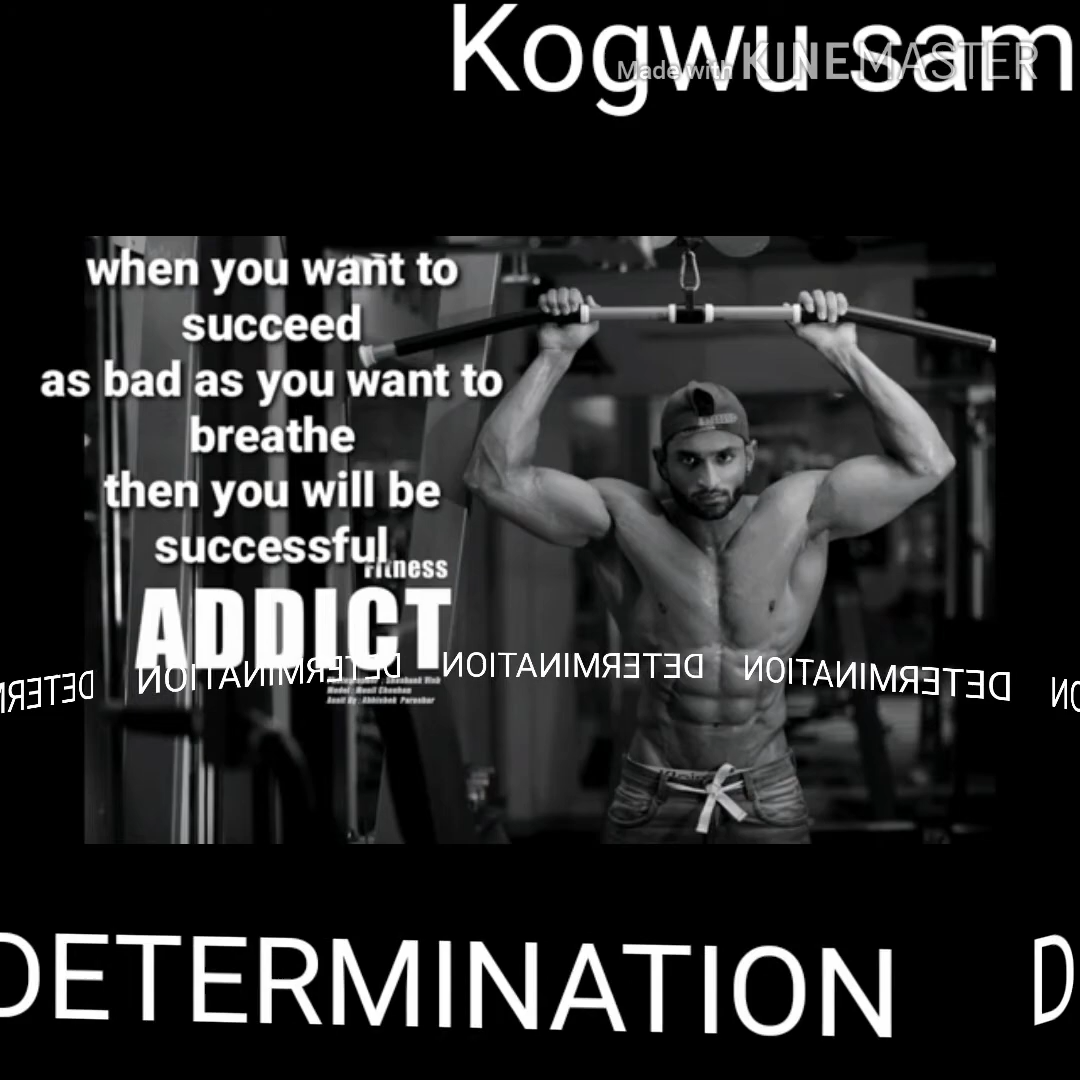 Kogwu sam
Made with KINEMASTER
when you want to
succeed
as bad as you want to
breathe
then you will be
successful
Fitness
ADDICT
DETERMINATION DETERMINATION DETERMINATION
DETERMINATION D